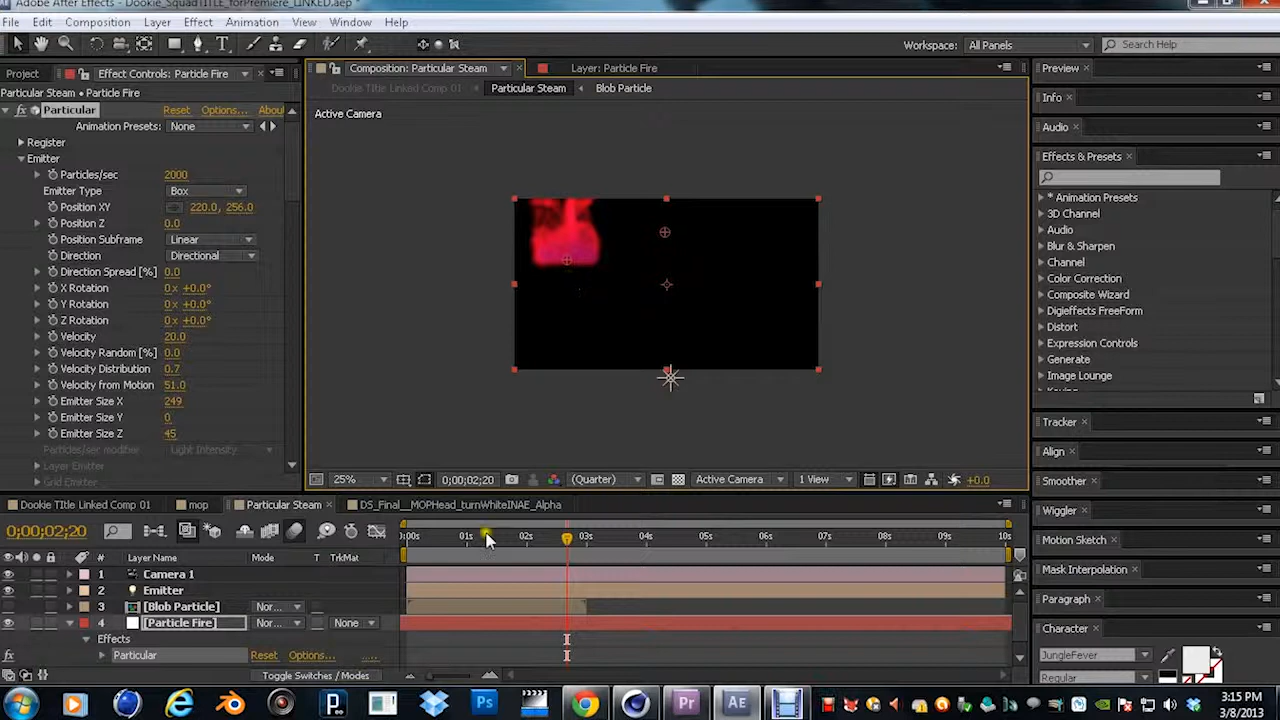 Adobe After Effects - Dookie_SquadTITLE_forPremiere_LINKED.aep *
File Edit Composition Layer Effect Animation View Window Help
Workspace: All Panels Search Help
Project Effect Controls: Particle Fire Composition: Particular Steam Layer: Particle Fire Preview
Particular Steam • Particle Fire Dookie TItle Linked Comp 01 Particular Steam Blob Particle Info
Particular Reset Options... About
Active Camera
Animation Presets: None Audio
Register
Emitter Effects & Presets
Particles/sec 2000
Emitter Type Box * Animation Presets
Position XY 220.0, 256.0 3D Channel
Position Z 0.0 Audio
Position Subframe Linear Blur & Sharpen
Direction Directional Channel
Direction Spread [%] 0.0 Color Correction
X Rotation 0x +0.0° Composite Wizard
Y Rotation 0x +0.0° Digieffects FreeForm
Z Rotation 0x +0.0° Distort
Velocity 20.0 Expression Controls
Velocity Random [%] 0.0 Generate
Velocity Distribution 0.7 Image Lounge
Velocity from Motion 51.0 Keying
Emitter Size X 249
Emitter Size Y 0 Tracker
Emitter Size Z 45
Particles/sec modifier Light Intensity Align
Layer Emitter
Grid Emitter 25% 0;00;02;20 (Quarter) Active Camera 1 View +0.0 Smoother
Dookie TItle Linked Comp 01 mop Particular Steam DS_Final__MOPHead_turnWhiteINAE_Alpha Wiggler
0;00;02;20 0:00s 01s 02s 03s 04s 05s 06s 07s 08s 09s 10s Motion Sketch
# Layer Name Mode T TrkMat
1 Camera 1 Mask Interpolation
2 Emitter
3 [Blob Particle] Nor... Paragraph
4 [Particle Fire] Nor... None Character
Effects
Particular Reset Options... ..... JungleFever
Toggle Switches / Modes Regular
Ps Pr AE
3:15 PM
3/8/2013